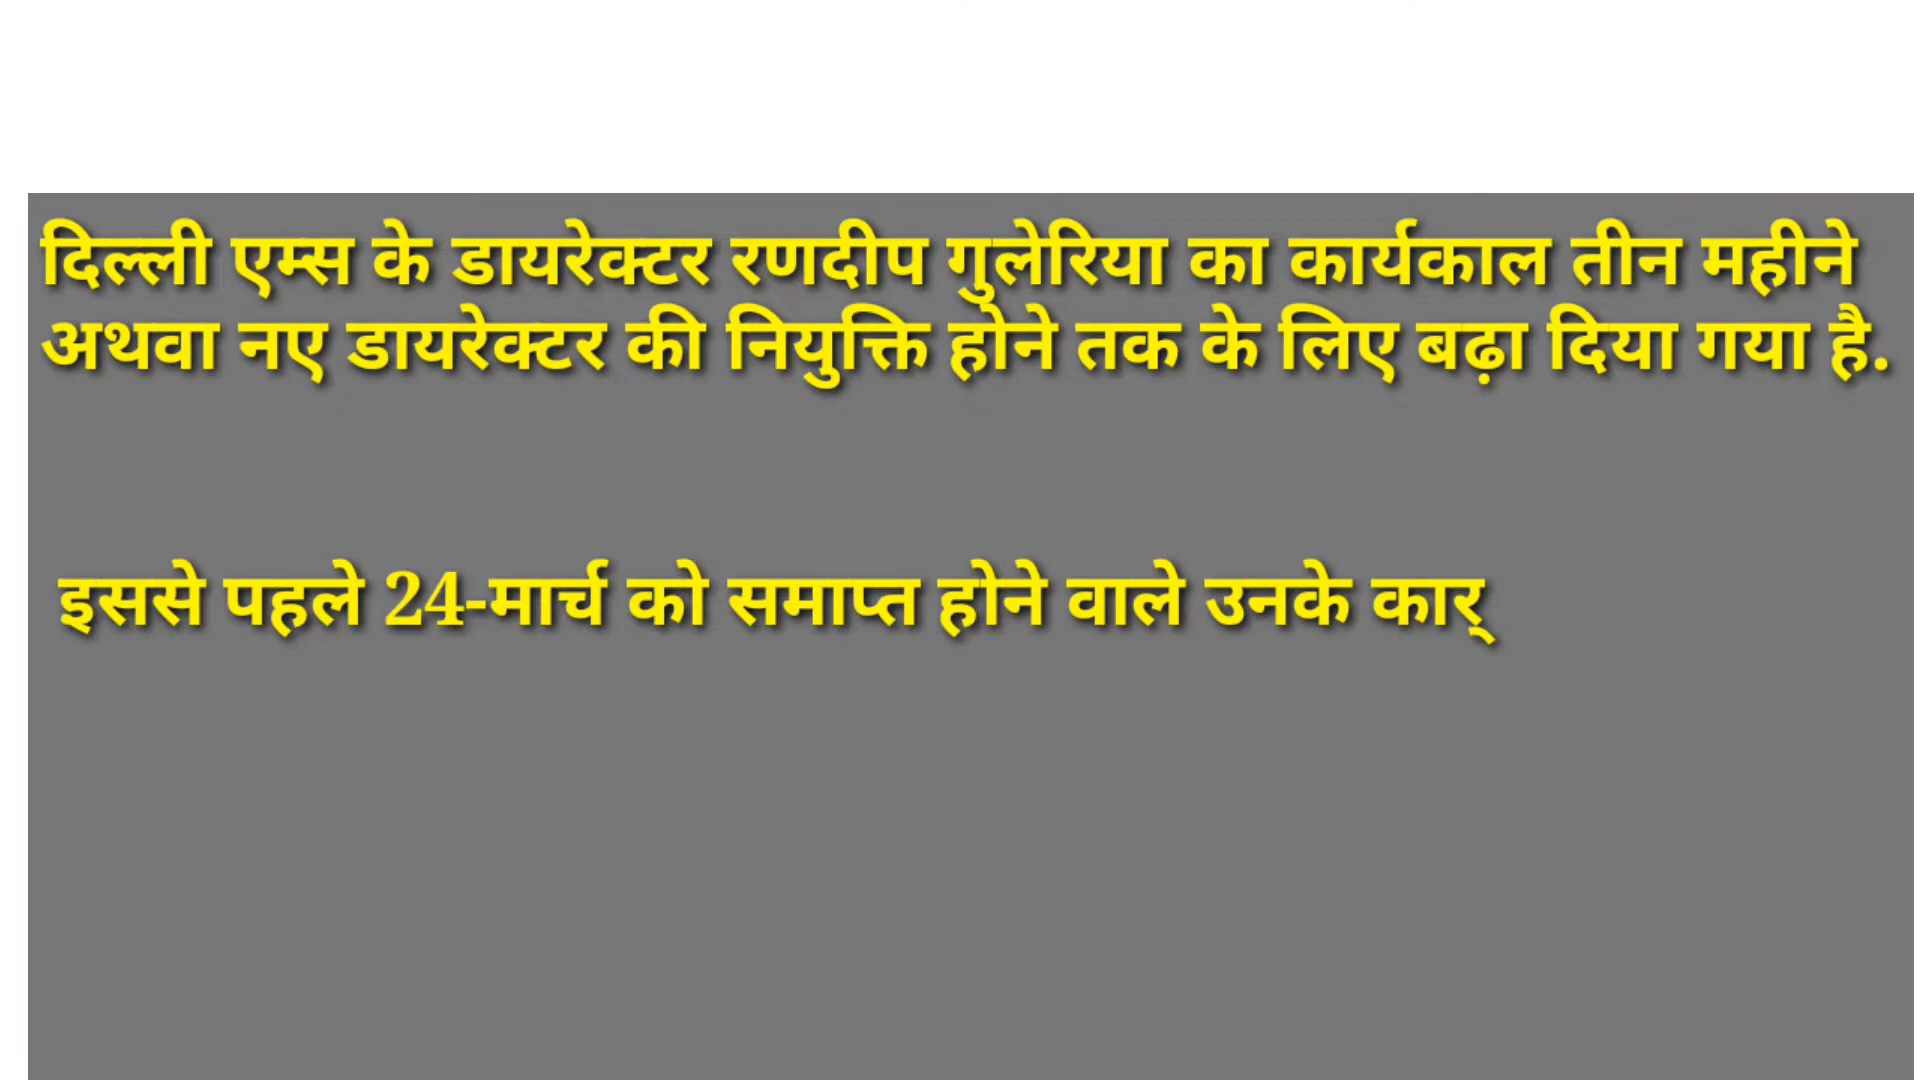 दिल्ली एम्स के डायरेक्टर रणदीप गुलेरिया का कार्यकाल तीन महीने
अथवा नए डायरेक्टर की नियुक्ति होने तक के लिए बढ़ा दिया गया है.
इससे पहले 24-मार्च को समाप्त होने वाले उनके कार्